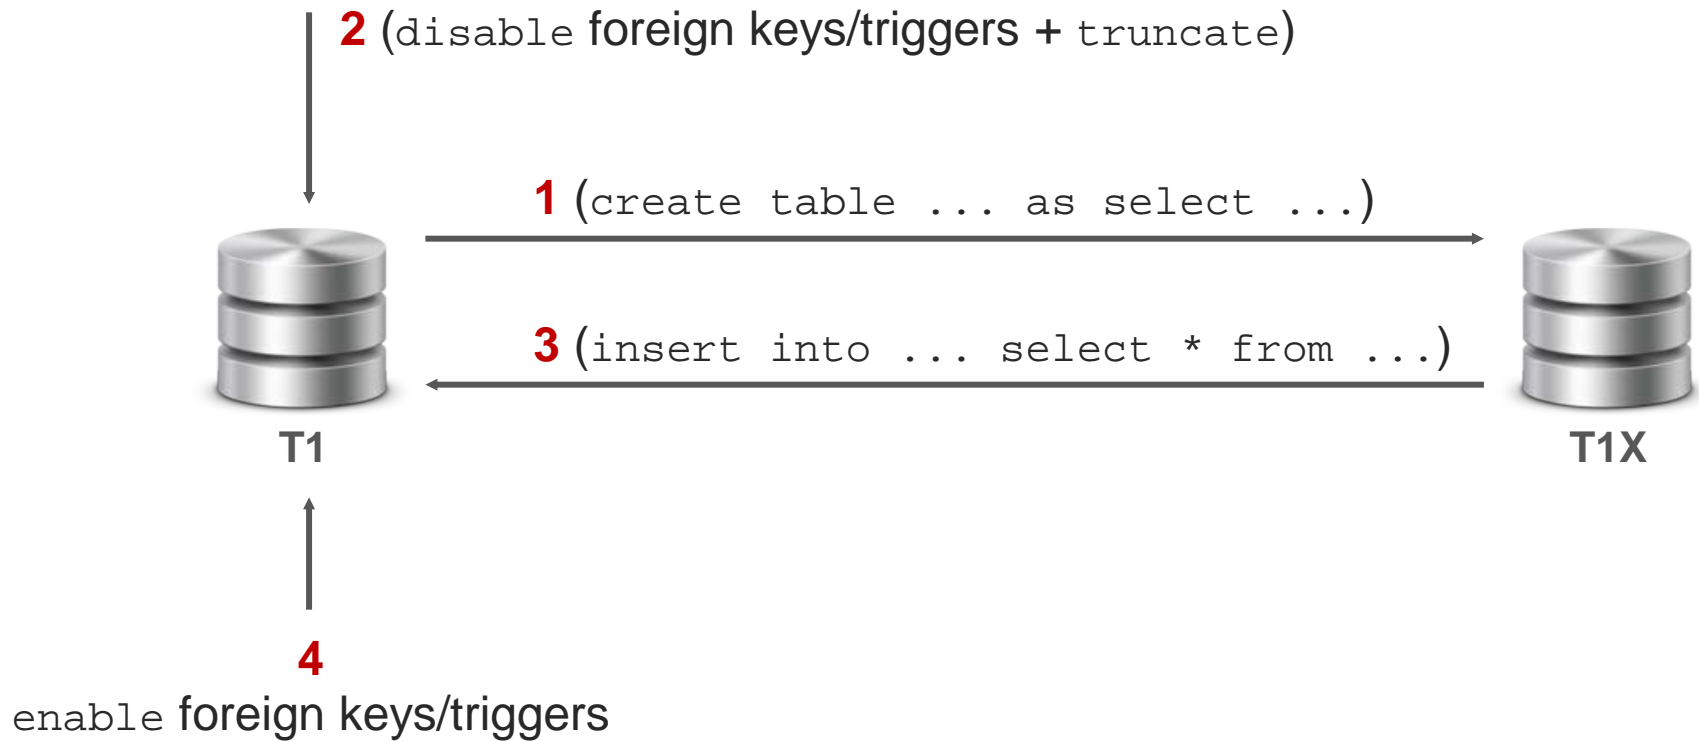 2 (disable foreign keys/triggers + truncate)
1 (create table ... as select ...)
3 (insert into ... select * from ...)
T1
T1X
4
enable foreign keys/triggers